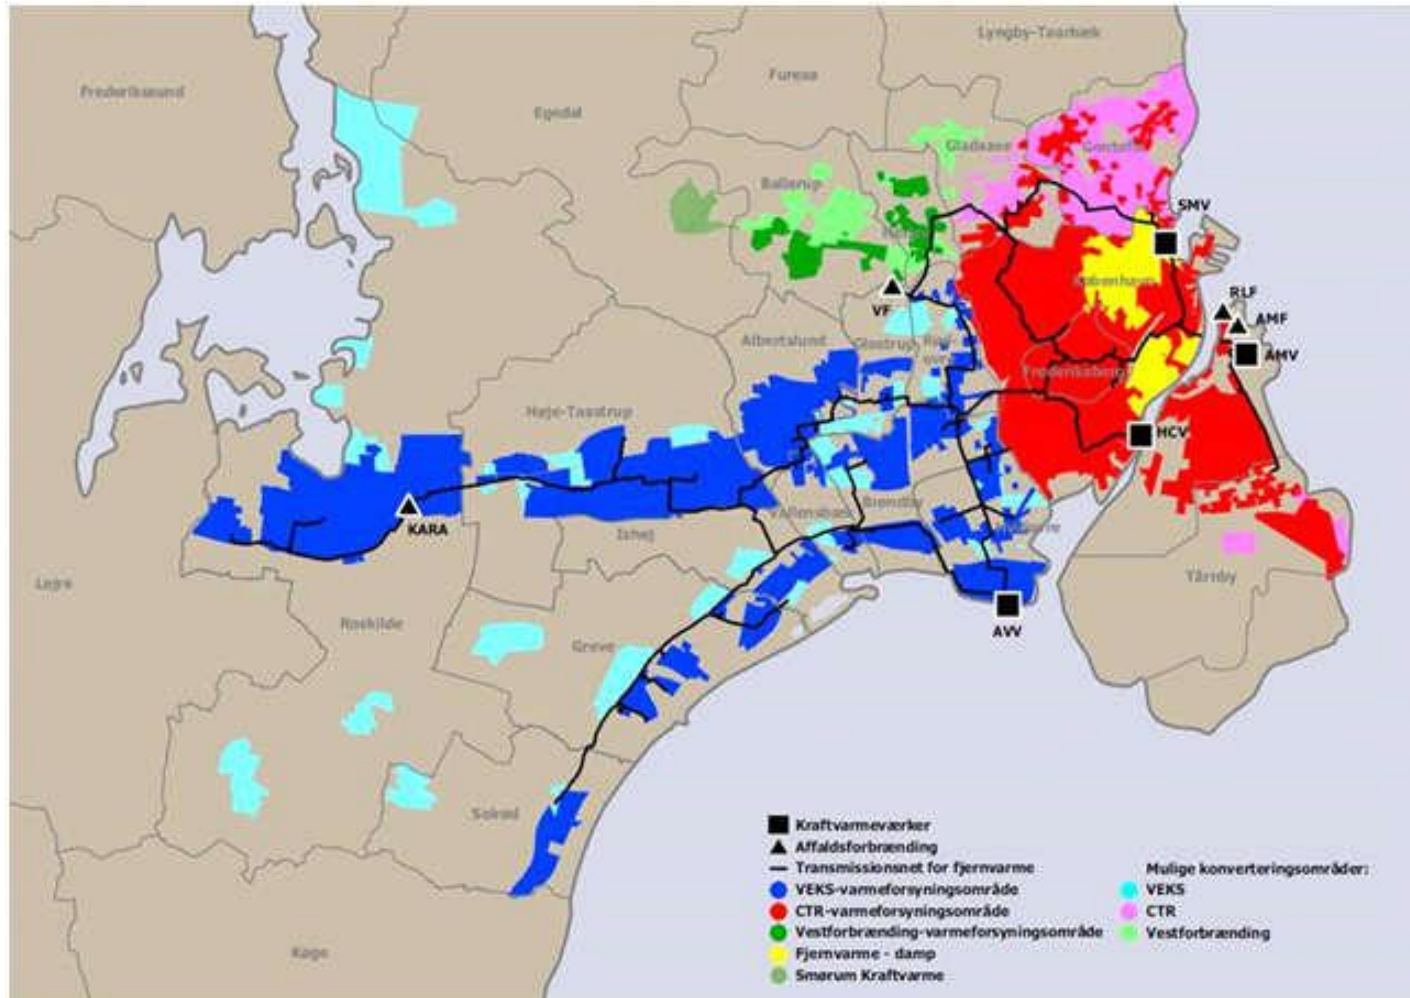 Lyngby-Taarbæk
Furesø
Frederikssund
Egedal
Gladsaxe
Gentofte
Ballerup
SMV
København
RLF
VF
AMF
Albertslund
Glostrup
AMV
Frederiksberg
Høje-Taastrup
HCV
Brøndby
Vallensbæk
KARA
Ishøj
Lejre
Tårnby
Roskilde
AVV
Greve
Solrød
Køge
Kraftvarmeværker
Affaldsforbrænding
Transmissionsnet for fjernvarme
Mulige konverteringsområder:
VEKS-varmeforsyningsområde
VEKS
CTR-varmeforsyningsområde
CTR
Vestforbrænding-varmeforsyningsområde
Vestforbrænding
Fjernvarme - damp
Smørum Kraftvarme